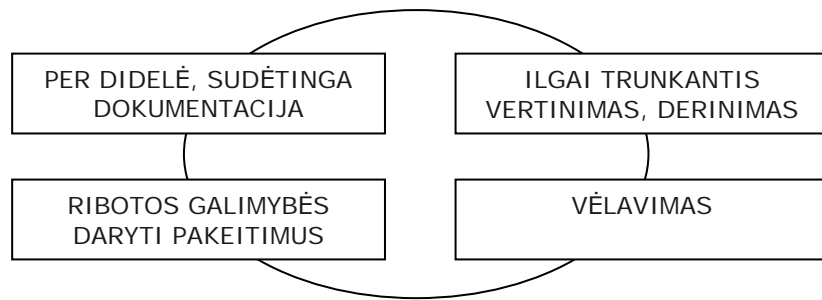 PER DIDELĖ, SUDĖTINGA
DOKUMENTACIJA
ILGAI TRUNKANTIS
VERTINIMAS, DERINIMAS
RIBOTOS GALIMYBĖS
DARYTI PAKEITIMUS
VĖLAVIMAS